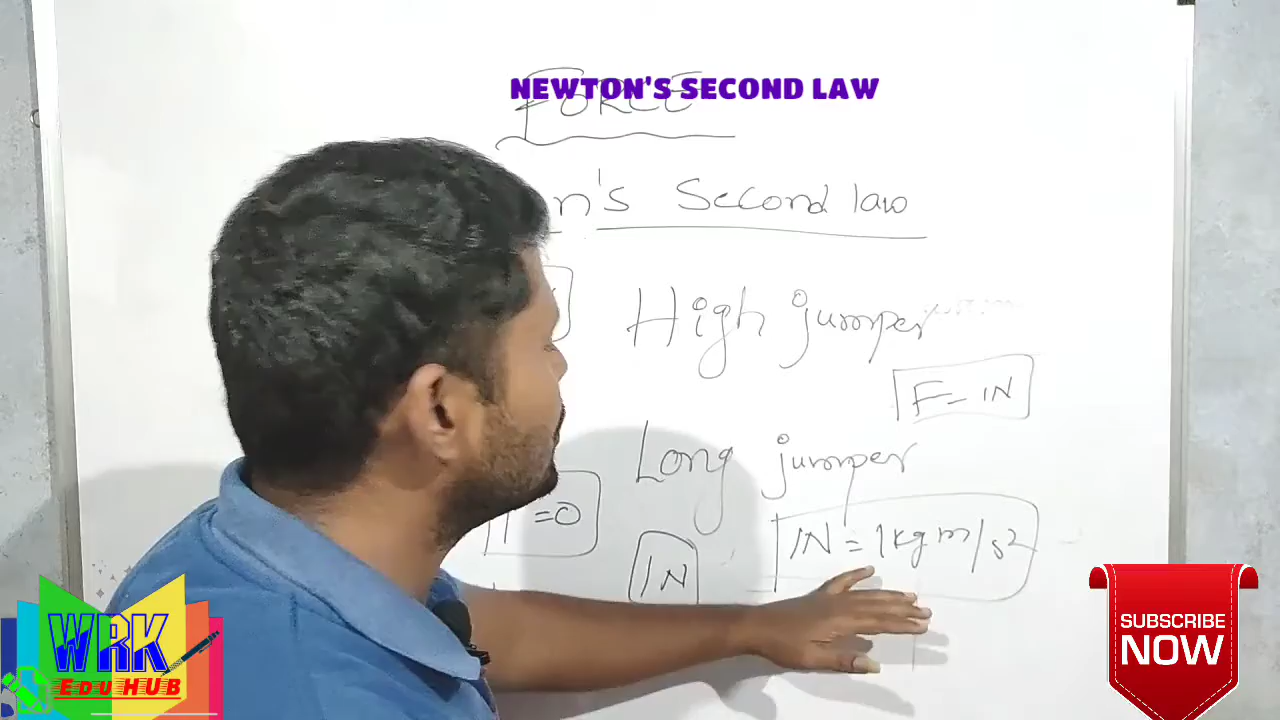 NEWTON'S SECOND LAW
FORCE
n's Second law
High jumper
F=1N
Long jumper
=0
1N
1N=1kgm/s2
WRK
EDU HUB
SUBSCRIBE
NOW